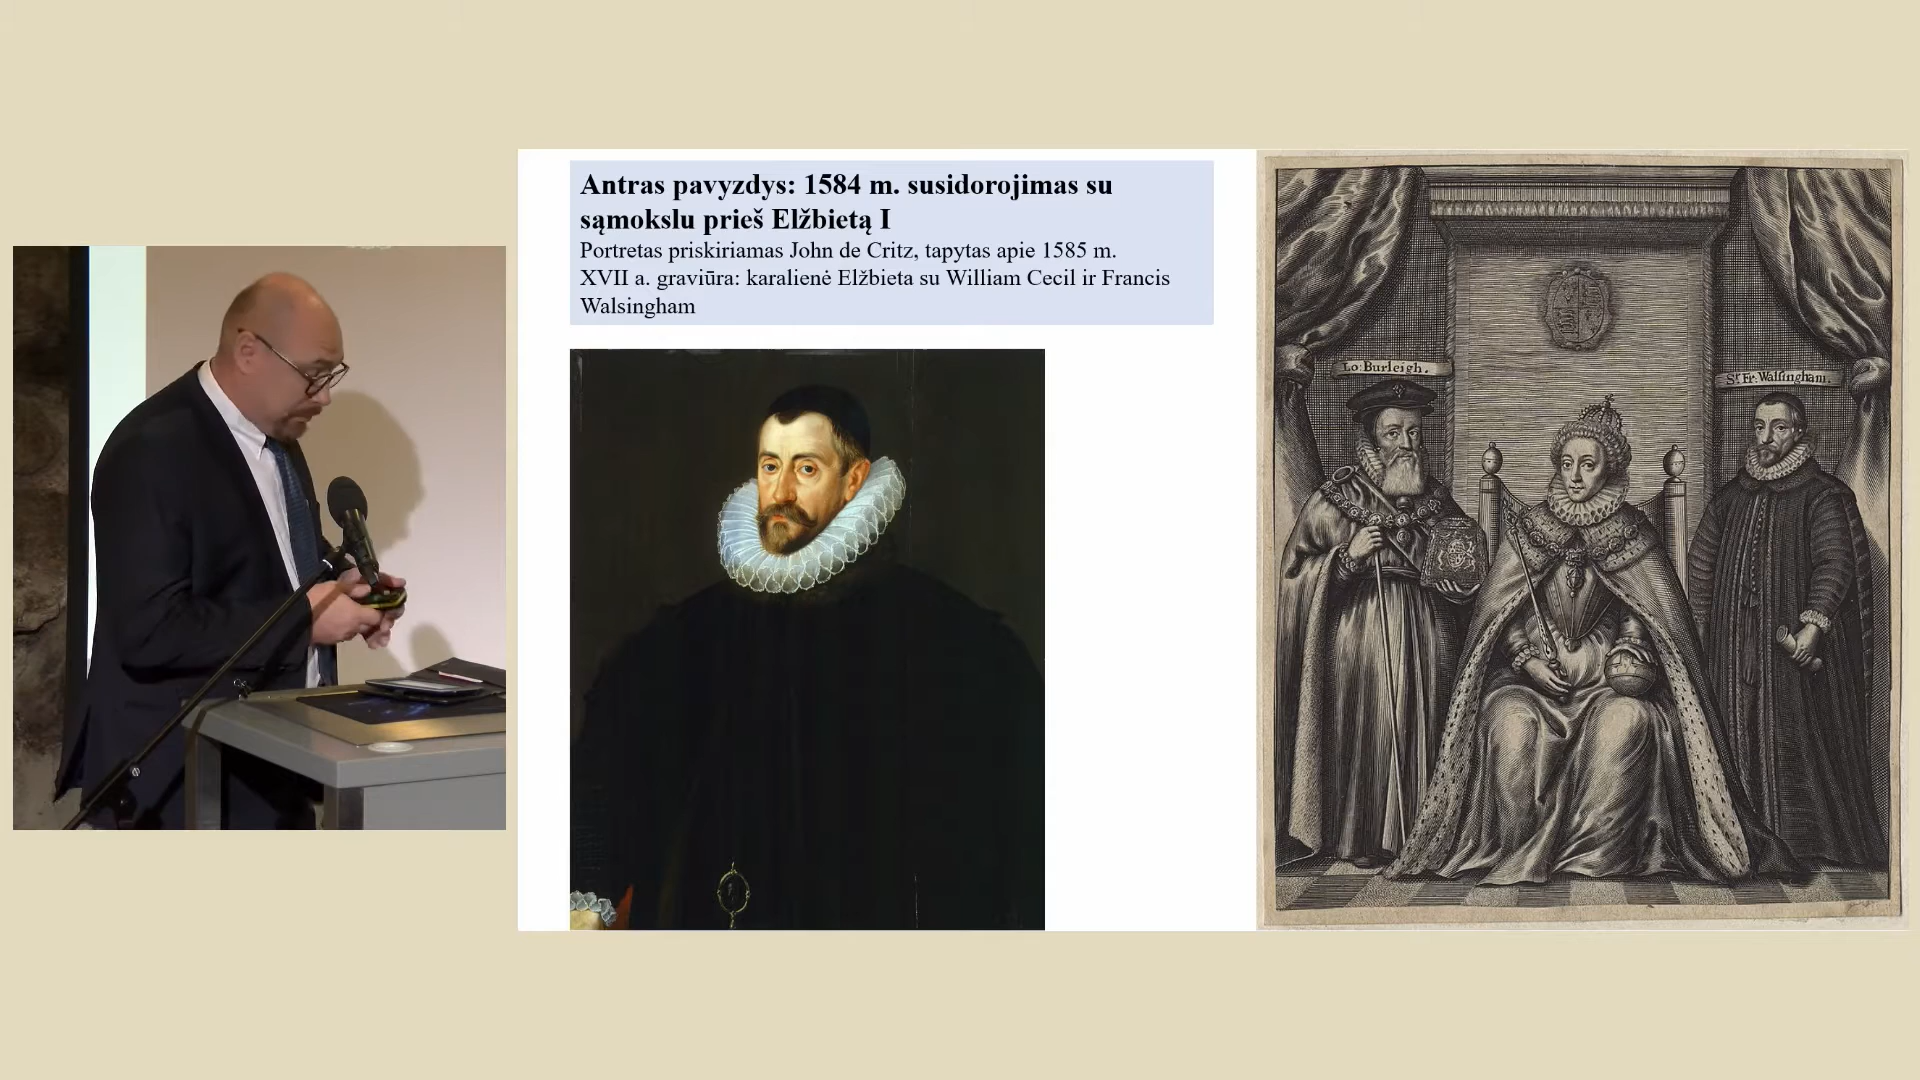 Antras pavyzdys: 1584 m. susidorojimas su
sąmokslu prieš Elžbietą I
Portretas priskiriamas John de Critz, tapytas apie 1585 m.
XVII a. graviūra: karalienė Elžbieta su William Cecil ir Francis
Walsingham
Lo: Burleigh.
Sr. Fr. Walsingham.